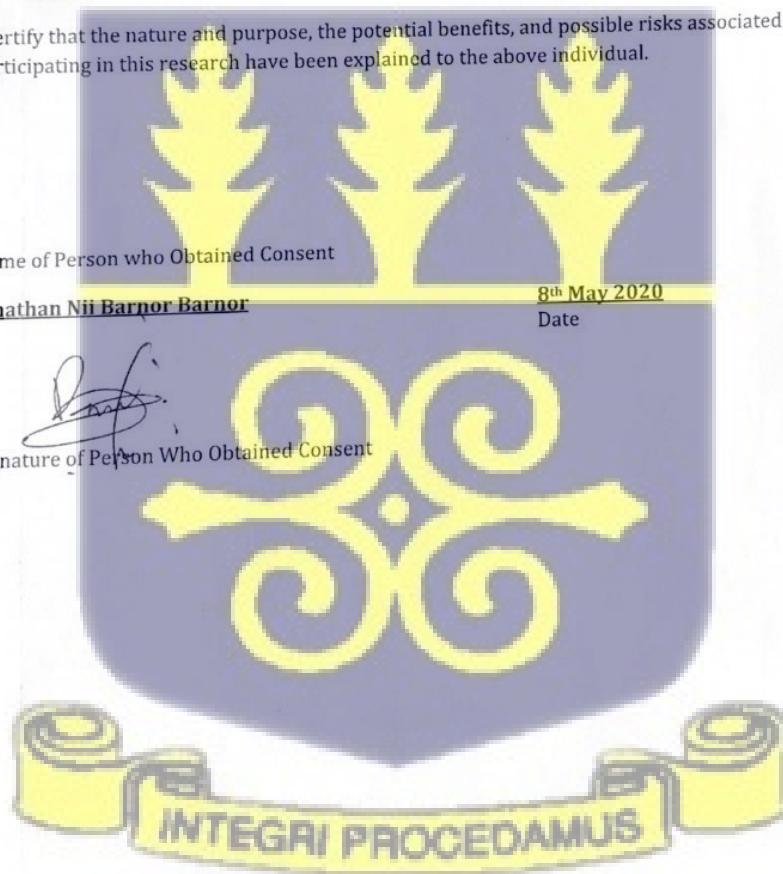 ertify that the nature and purpose, the potential benefits, and possible risks associated
rticipating in this research have been explained to the above individual.
me of Person who Obtained Consent
nathan Nii Barnor Barnor
8th May 2020
Date
nature of Person Who Obtained Consent
INTEGRI PROCEDAMUS